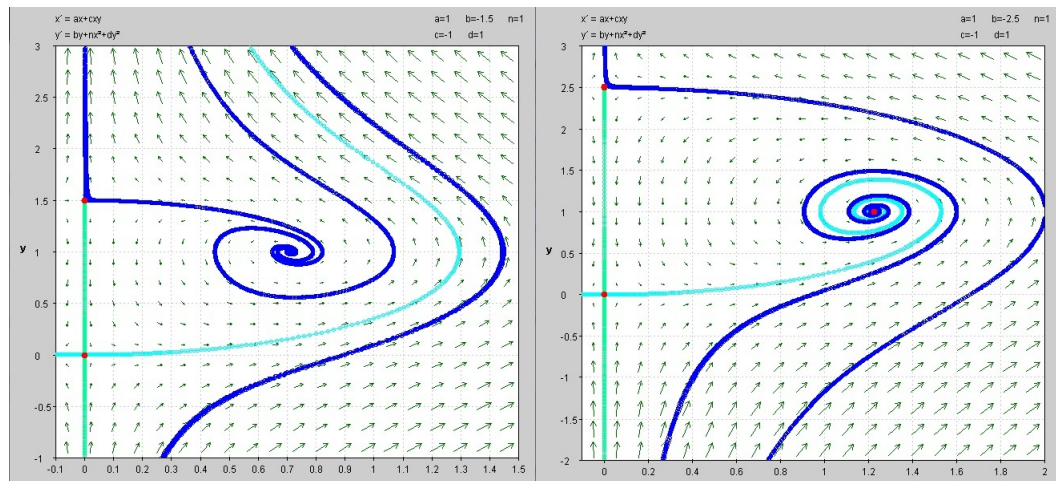 x´ = ax+cxy
y´ = by+nx²+dy²
a=1 b=-1.5 n=1
c=-1 d=1
3
2.5
2
1.5
y
1
0.5
0
-0.5
-1
-0.1 0 0.1 0.2 0.3 0.4 0.5 0.6 0.7 0.8 0.9 1 1.1 1.2 1.3 1.4 1.5
x´ = ax+cxy
y´ = by+nx²+dy²
a=1 b=-2.5 n=1
c=-1 d=1
3
2.5
2
1.5
1
y
0.5
0
-0.5
-1
-1.5
-2
0 0.2 0.4 0.6 0.8 1 1.2 1.4 1.6 1.8 2